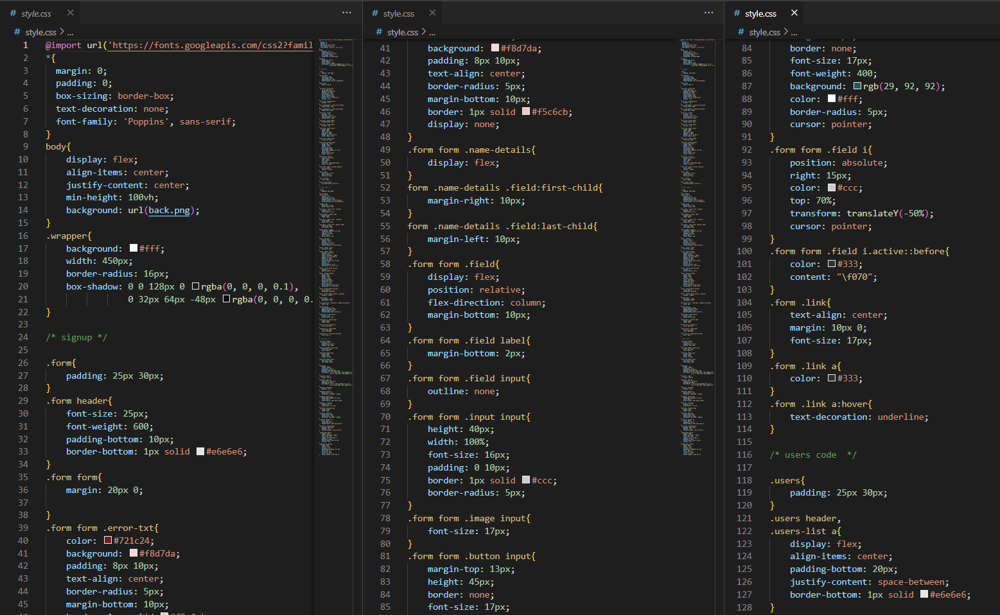 # style.css × ···
# style.css > ...
1 @import url('https://fonts.googleapis.com/css2?famil
2 *{
3 margin: 0;
4 padding: 0;
5 box-sizing: border-box;
6 text-decoration: none;
7 font-family: 'Poppins', sans-serif;
8 }
9 body{
10 display: flex;
11 align-items: center;
12 justify-content: center;
13 min-height: 100vh;
14 background: url(back.png);
15 }
16 .wrapper{
17 background: #fff;
18 width: 450px;
19 border-radius: 16px;
20 box-shadow: 0 0 128px 0 rgba(0, 0, 0, 0.1),
21 0 32px 64px -48px rgba(0, 0, 0, 0.
22 }
23
24 /* signup */
25
26 .form{
27 padding: 25px 30px;
28 }
29 .form header{
30 font-size: 25px;
31 font-weight: 600;
32 padding-bottom: 10px;
33 border-bottom: 1px solid #e6e6e6;
34 }
35 .form form{
36 margin: 20px 0;
37
38 }
39 .form form .error-txt{
40 color: #721c24;
41 background: #f8d7da;
42 padding: 8px 10px;
43 text-align: center;
44 border-radius: 5px;
45 margin-bottom: 10px;
# style.css × ···
# style.css > ...
41 background: #f8d7da;
42 padding: 8px 10px;
43 text-align: center;
44 border-radius: 5px;
45 margin-bottom: 10px;
46 border: 1px solid #f5c6cb;
47 display: none;
48 }
49 .form form .name-details{
50 display: flex;
51 }
52 form .name-details .field:first-child{
53 margin-right: 10px;
54 }
55 form .name-details .field:last-child{
56 margin-left: 10px;
57 }
58 .form form .field{
59 display: flex;
60 position: relative;
61 flex-direction: column;
62 margin-bottom: 10px;
63 }
64 .form form .field label{
65 margin-bottom: 2px;
66 }
67 .form form .field input{
68 outline: none;
69 }
70 .form form .input input{
71 height: 40px;
72 width: 100%;
73 font-size: 16px;
74 padding: 0 10px;
75 border: 1px solid #ccc;
76 border-radius: 5px;
77 }
78 .form form .image input{
79 font-size: 17px;
80 }
81 .form form .button input{
82 margin-top: 13px;
83 height: 45px;
84 border: none;
85 font-size: 17px;
# style.css ×
# style.css > ...
84 border: none;
85 font-size: 17px;
86 font-weight: 400;
87 background: rgb(29, 92, 92);
88 color: #fff;
89 border-radius: 5px;
90 cursor: pointer;
91 }
92 .form form .field i{
93 position: absolute;
94 right: 15px;
95 color: #ccc;
96 top: 70%;
97 transform: translateY(-50%);
98 cursor: pointer;
99 }
100 .form form .field i.active::before{
101 color: #333;
102 content: "\f070";
103 }
104 .form .link{
105 text-align: center;
106 margin: 10px 0;
107 font-size: 17px;
108 }
109 .form .link a{
110 color: #333;
111 }
112 .form .link a:hover{
113 text-decoration: underline;
114 }
115
116 /* users code  */
117
118 .users{
119 padding: 25px 30px;
120 }
121 .users header,
122 .users-list a{
123 display: flex;
124 align-items: center;
125 padding-bottom: 20px;
126 justify-content: space-between;
127 border-bottom: 1px solid #e6e6e6;
128 }